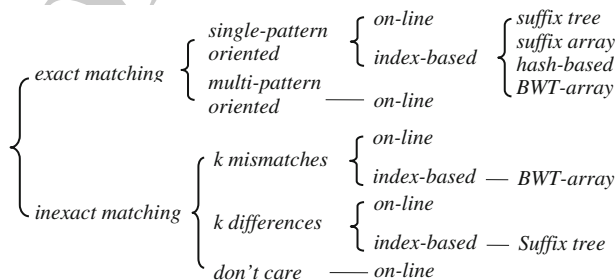 single-pattern oriented
on-line
index-based
suffix tree
suffix array
hash-based
BWT-array
exact matching
multi-pattern oriented
on-line
inexact matching
k mismatches
on-line
index-based
BWT-array
k differences
on-line
index-based
Suffix tree
don't care
on-line